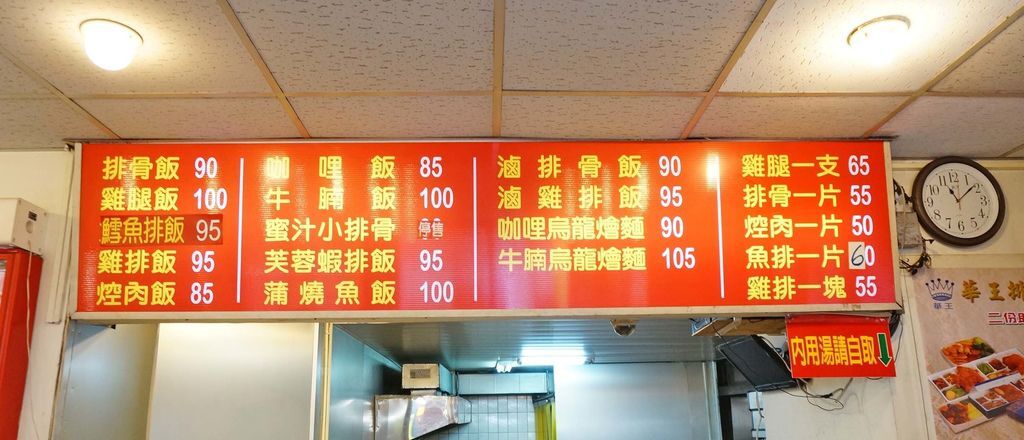 排骨飯 90
雞腿飯 100
鱈魚排飯 95
雞排飯 95
焢肉飯 85
咖哩飯 85
牛腩飯 100
蜜汁小排骨 停售
芙蓉蝦排飯 95
蒲燒魚飯 100
滷排骨飯 90
滷雞排飯 95
咖哩烏龍燴麵 90
牛腩烏龍燴麵 105
雞腿一支 65
排骨一片 55
焢肉一片 50
魚排一片 60
雞排一塊 55
內用湯請自取
華王
華王排
二份